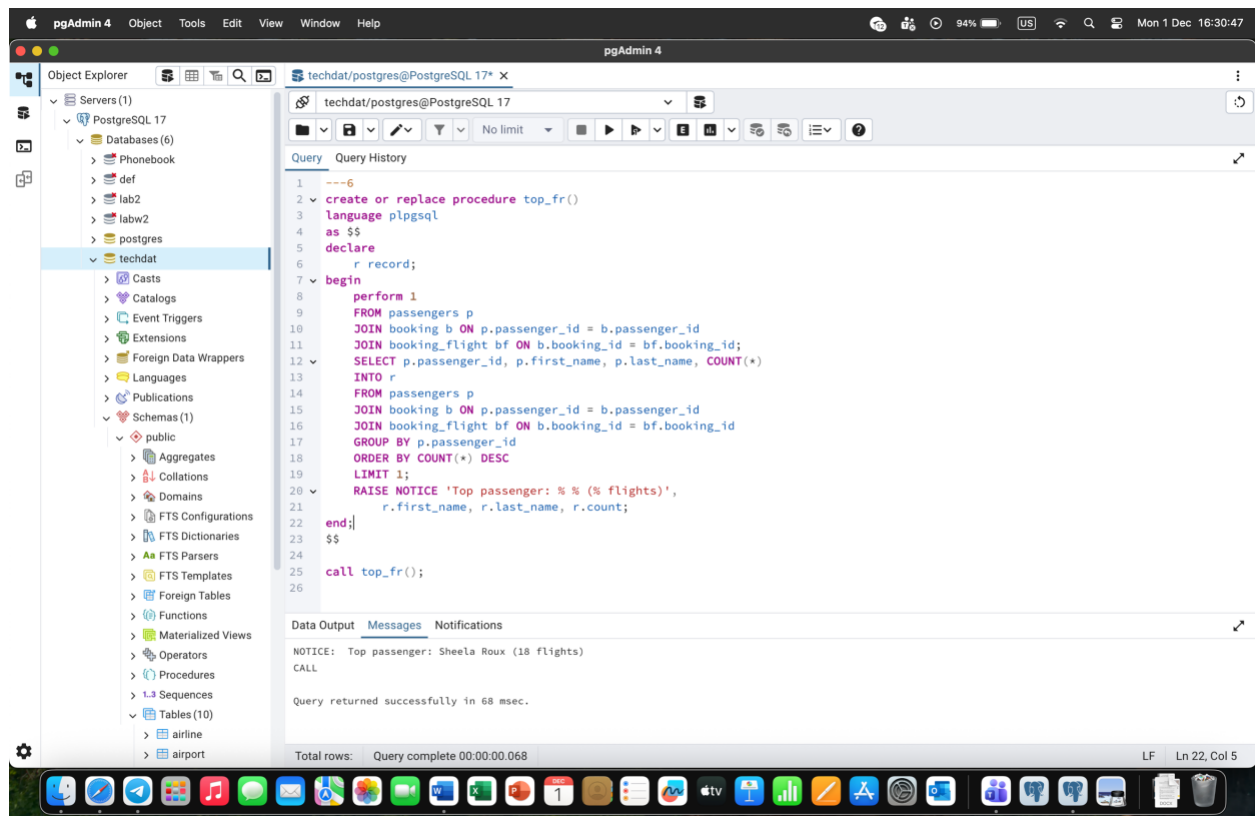 pgAdmin 4 Object Tools Edit View Window Help 94% US Mon 1 Dec 16:30:47
pgAdmin 4
Object Explorer
Servers (1)
PostgreSQL 17
Databases (6)
Phonebook
def
lab2
labw2
postgres
techdat
Casts
Catalogs
Event Triggers
Extensions
Foreign Data Wrappers
Languages
Publications
Schemas (1)
public
Aggregates
Collations
Domains
FTS Configurations
FTS Dictionaries
Aa FTS Parsers
FTS Templates
Foreign Tables
Functions
Materialized Views
Operators
Procedures
1..3 Sequences
Tables (10)
airline
airport
techdat/postgres@PostgreSQL 17*
techdat/postgres@PostgreSQL 17
No limit E
Query Query History
1 ---6
2 create or replace procedure top_fr()
3 language plpgsql
4 as $$
5 declare
6 r record;
7 begin
8 perform 1
9 FROM passengers p
10 JOIN booking b ON p.passenger_id = b.passenger_id
11 JOIN booking_flight bf ON b.booking_id = bf.booking_id;
12 SELECT p.passenger_id, p.first_name, p.last_name, COUNT(*)
13 INTO r
14 FROM passengers p
15 JOIN booking b ON p.passenger_id = b.passenger_id
16 JOIN booking_flight bf ON b.booking_id = bf.booking_id
17 GROUP BY p.passenger_id
18 ORDER BY COUNT(*) DESC
19 LIMIT 1;
20 RAISE NOTICE 'Top passenger: % % (% flights)',
21 r.first_name, r.last_name, r.count;
22 end;
23 $$
24
25 call top_fr();
26
Data Output Messages Notifications
NOTICE: Top passenger: Sheela Roux (18 flights)
CALL
Query returned successfully in 68 msec.
Total rows: Query complete 00:00:00.068 LF Ln 22, Col 5
DEC
1
tv